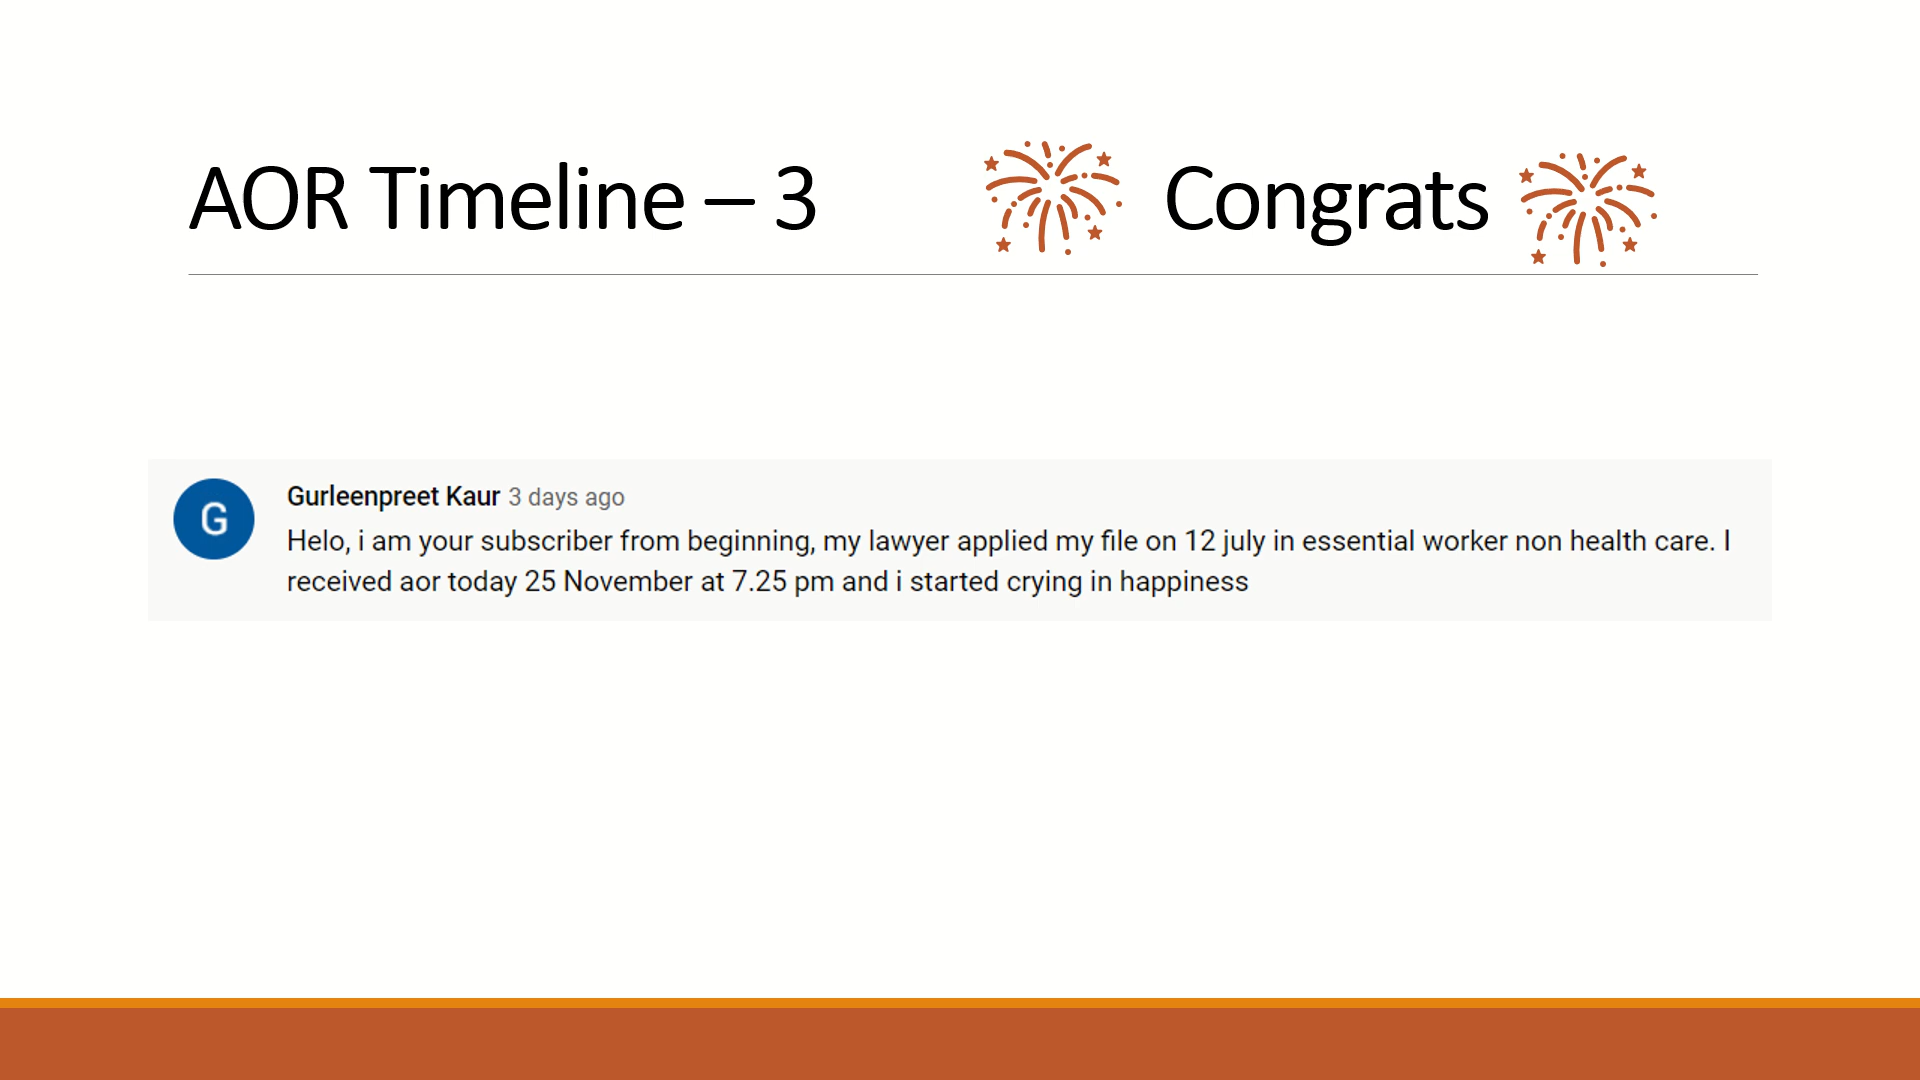 AOR Timeline – 3
Congrats
G
Gurleenpreet Kaur 3 days ago
Helo, i am your subscriber from beginning, my lawyer applied my file on 12 july in essential worker non health care. I
received aor today 25 November at 7.25 pm and i started crying in happiness